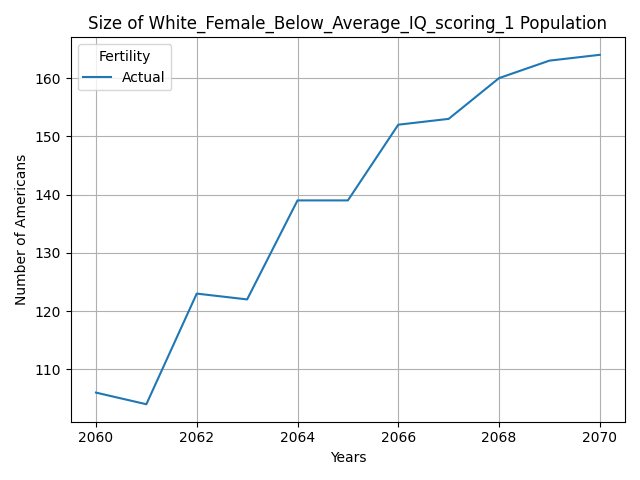 Size of White_Female_Below_Average_IQ_scoring_1 Population
Fertility
Actual
Number of Americans
160
150
140
130
120
110
2060 2062 2064 2066 2068 2070
Years